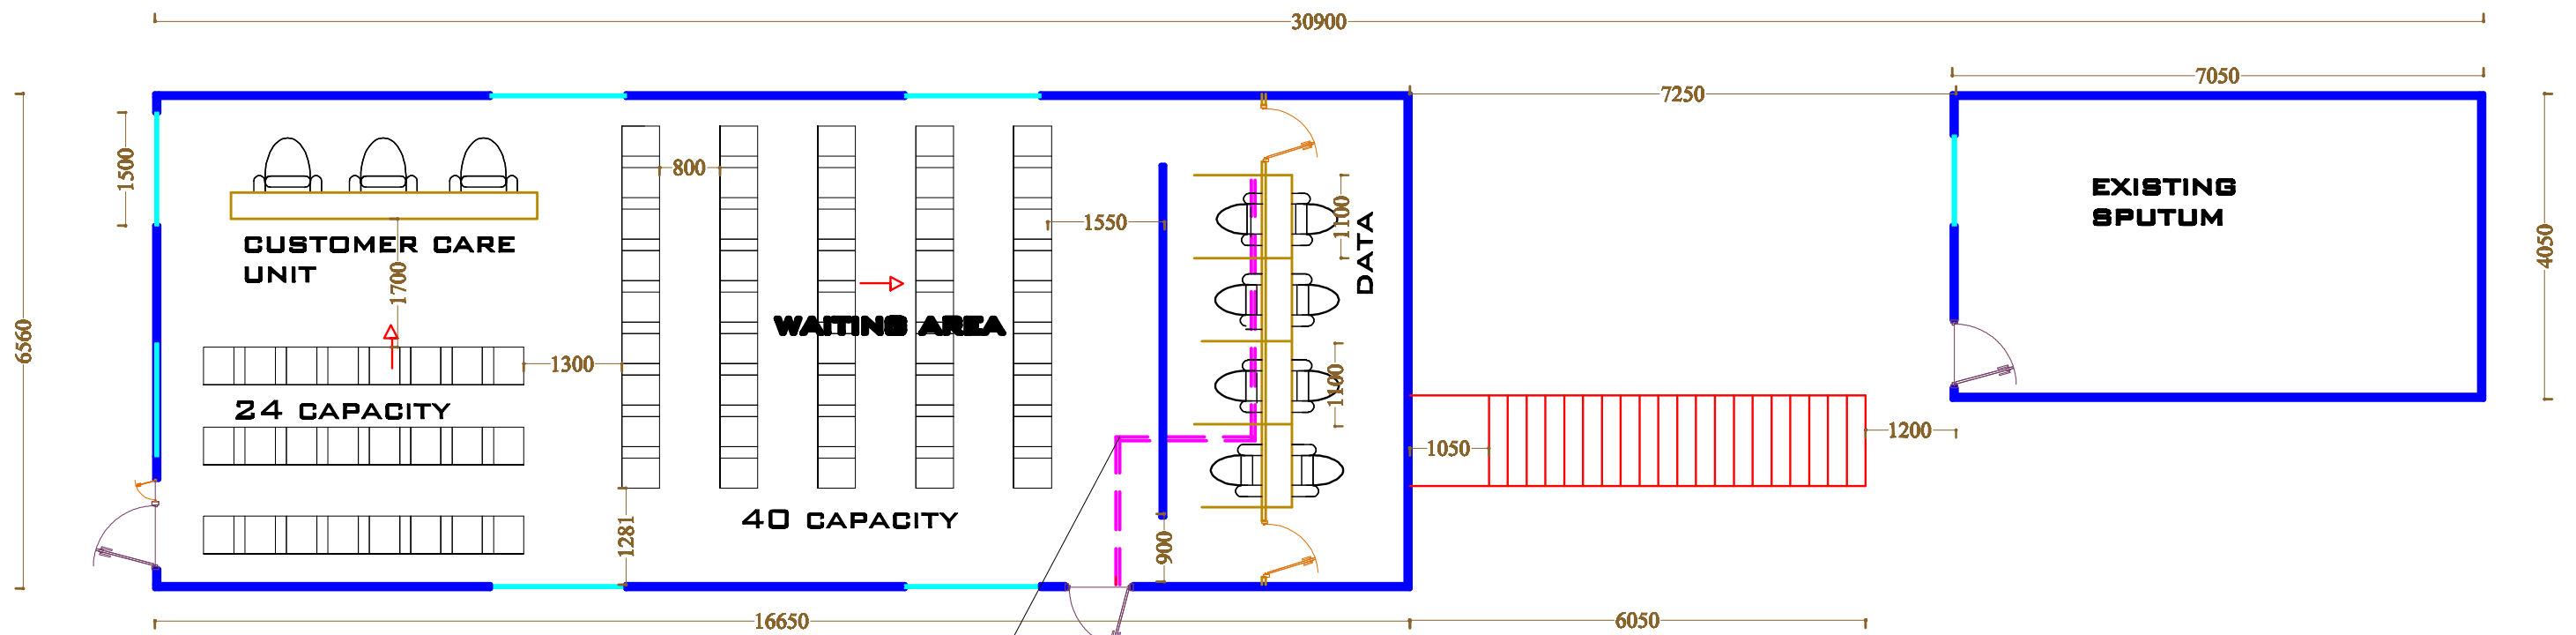 30900
7050
7250
1500
800
1550
1100
DATA
EXISTING
SPUTUM
4050
CUSTOMER CARE
UNIT
1700
6560
WAITING AREA
1300
1100
24 CAPACITY
1050
1200
40 CAPACITY
1281
900
16650
6050